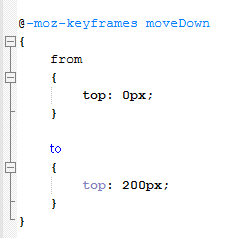 @-moz-keyframes moveDown
{
from
{
top: 0px;
}
to
{
top: 200px;
}
}